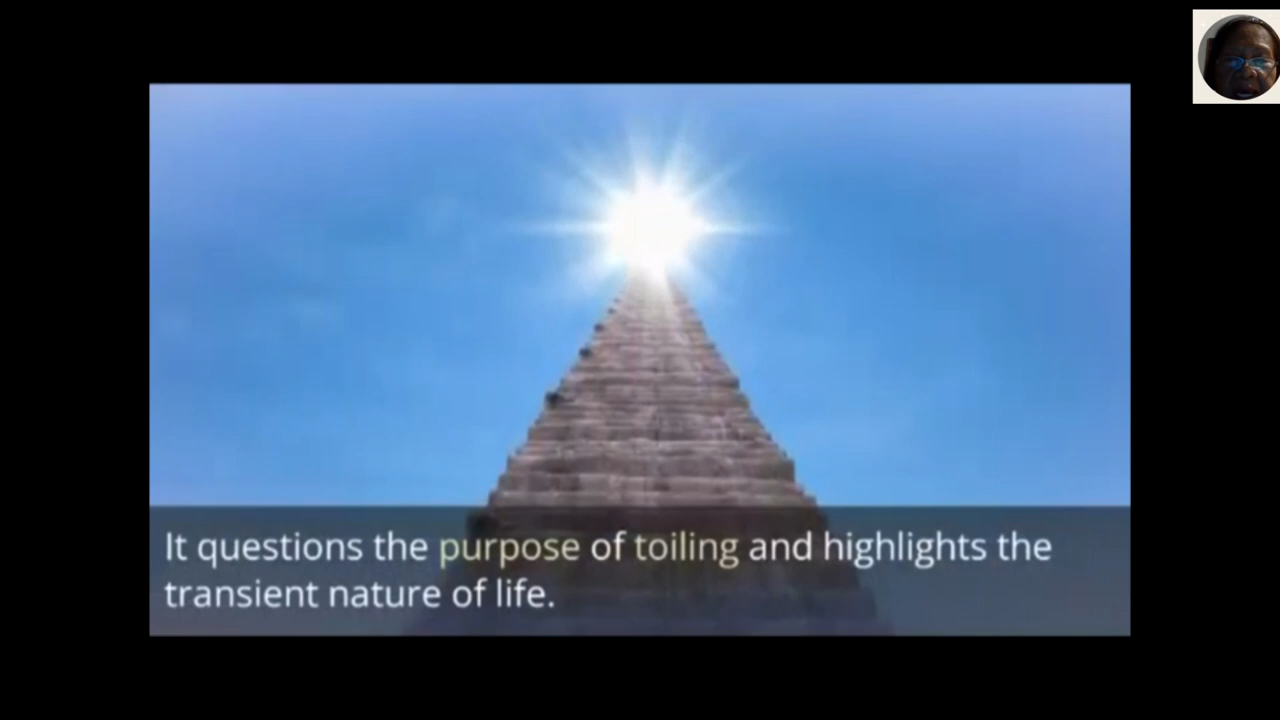 It questions the purpose of toiling and highlights the
transient nature of life.